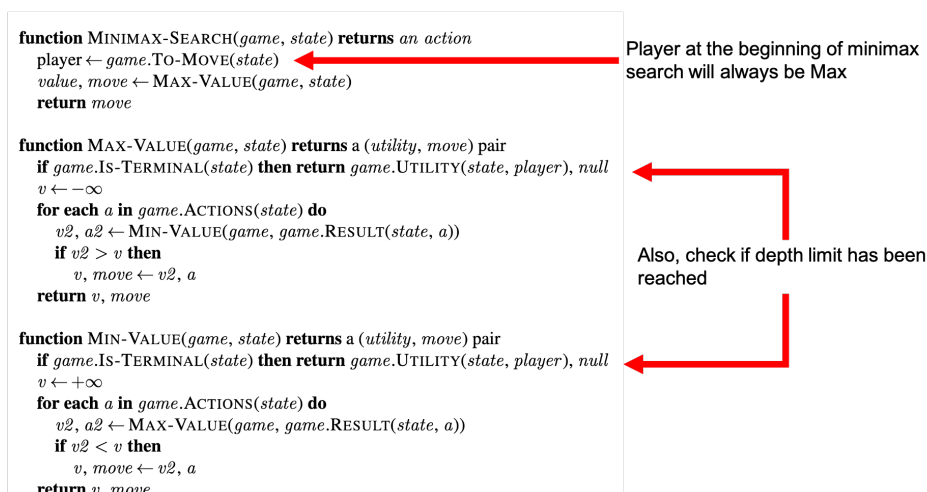 function MINIMAX-SEARCH(game, state) returns an action
player ← game.TO-MOVE(state)
value, move ← MAX-VALUE(game, state)
return move
Player at the beginning of minimax
search will always be Max
function MAX-VALUE(game, state) returns a (utility, move) pair
if game.IS-TERMINAL(state) then return game.UTILITY(state, player), null
v ← −∞
for each a in game.ACTIONS(state) do
v2, a2 ← MIN-VALUE(game, game.RESULT(state, a))
if v2 > v then
v, move ← v2, a
return v, move
Also, check if depth limit has been
reached
function MIN-VALUE(game, state) returns a (utility, move) pair
if game.IS-TERMINAL(state) then return game.UTILITY(state, player), null
v ← +∞
for each a in game.ACTIONS(state) do
v2, a2 ← MAX-VALUE(game, game.RESULT(state, a))
if v2 < v then
v, move ← v2, a
return v, move